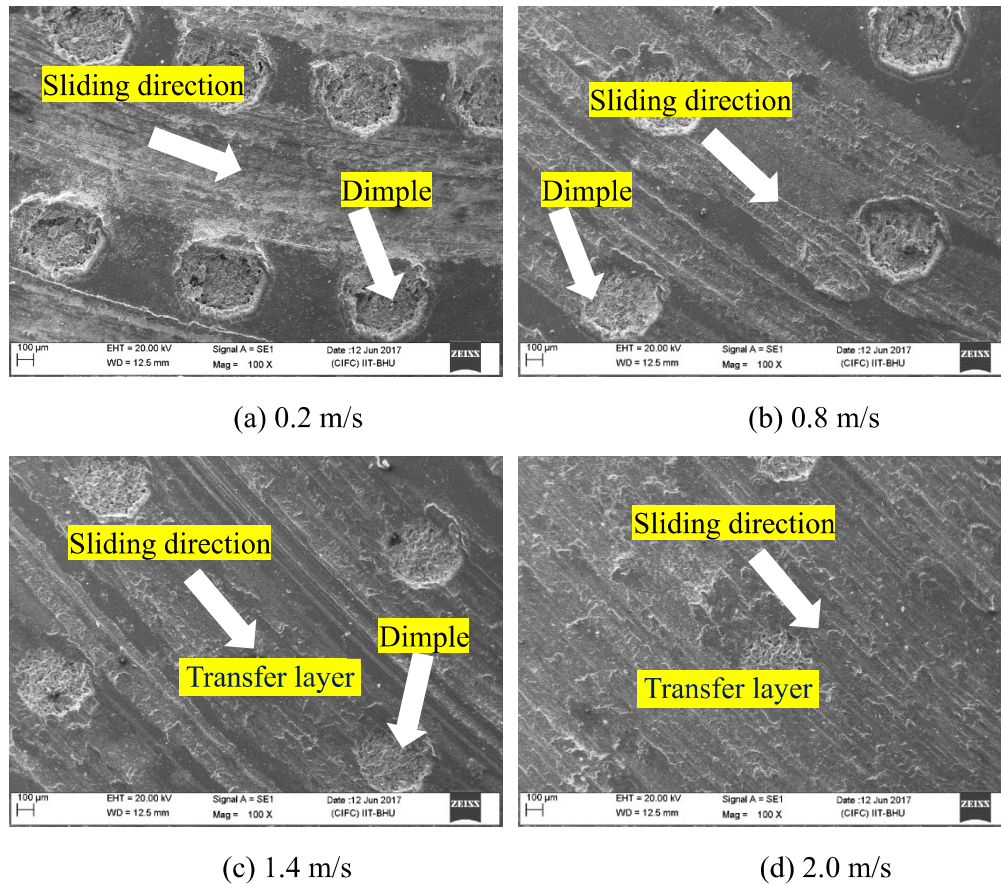 Sliding direction
Dimple
100 µm
EHT = 20.00 kV
WD = 12.5 mm
Signal A = SE1
Mag = 100 X
Date :12 Jun 2017
(CIFC) IIT-BHU
ZEISS
(a) 0.2 m/s
Sliding direction
Dimple
100 µm
EHT = 20.00 kV
WD = 12.5 mm
Signal A = SE1
Mag = 100 X
Date :12 Jun 2017
(CIFC) IIT-BHU
ZEISS
(b) 0.8 m/s
Sliding direction
Dimple
Transfer layer
100 µm
EHT = 20.00 kV
WD = 12.5 mm
Signal A = SE1
Mag = 100 X
Date :12 Jun 2017
(CIFC) IIT-BHU
ZEISS
(c) 1.4 m/s
Sliding direction
Transfer layer
100 µm
EHT = 20.00 kV
WD = 12.5 mm
Signal A = SE1
Mag = 100 X
Date :12 Jun 2017
(CIFC) IIT-BHU
ZEISS
(d) 2.0 m/s